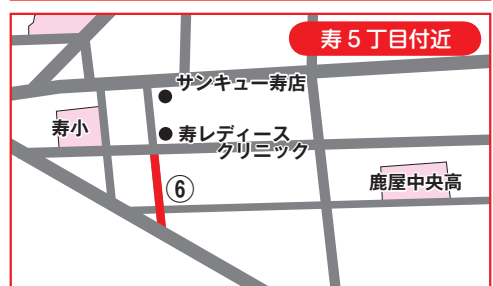 寿5丁目付近
サンキュー寿店
寿小
寿レディース
クリニック
⑥
鹿屋中央高